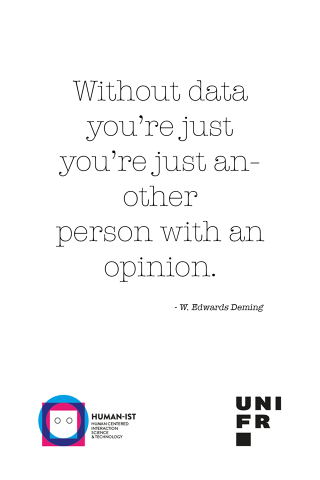 Without data
you're just
you're just an-
other
person with an
opinion.
- W. Edwards Deming
HUMAN-IST
HUMAN CENTERED
INTERACTION
SCIENCE
& TECHNOLOGY
UNI
FR